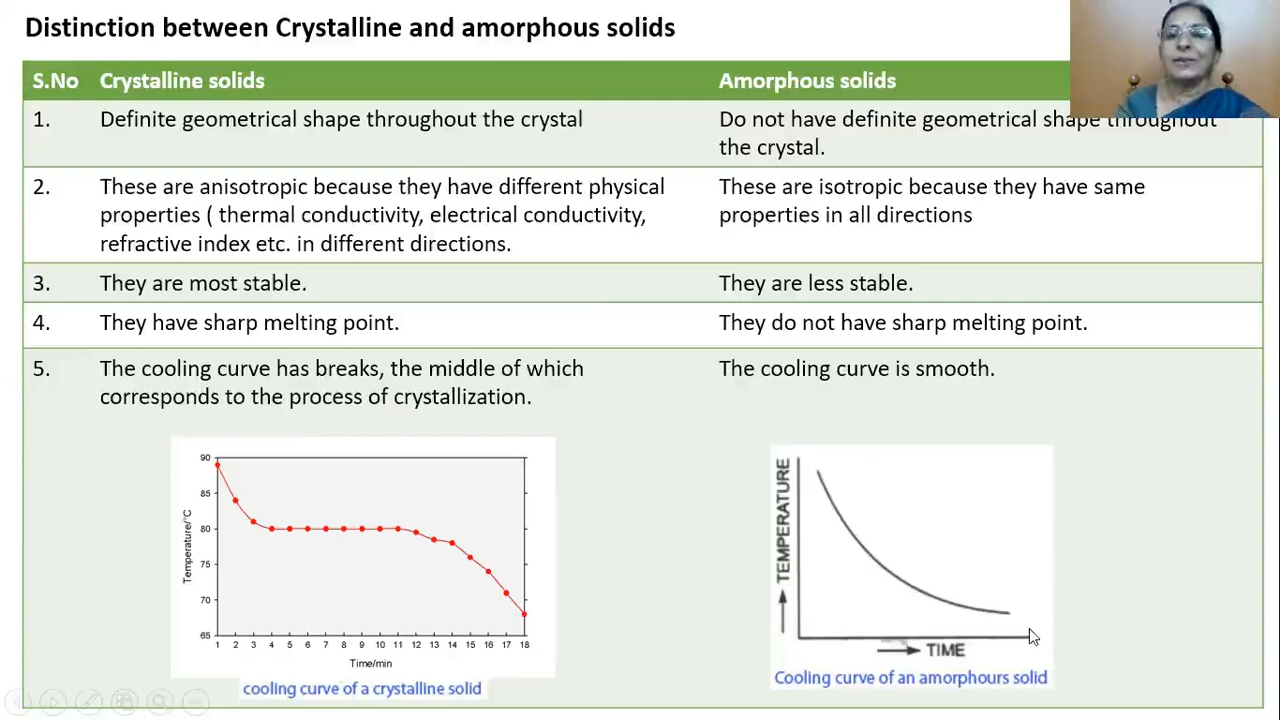 Distinction between Crystalline and amorphous solids
S.No Crystalline solids Amorphous solids
1. Definite geometrical shape throughout the crystal
Do not have definite geometrical shape throughout
the crystal.
2. These are anisotropic because they have different physical
properties ( thermal conductivity, electrical conductivity,
refractive index etc. in different directions.
These are isotropic because they have same
properties in all directions
3. They are most stable.
They are less stable.
4. They have sharp melting point.
They do not have sharp melting point.
5. The cooling curve has breaks, the middle of which
corresponds to the process of crystallization.
The cooling curve is smooth.
90
85
80
75
70
65
Temperature/°C
1 2 3 4 5 6 7 8 9 10 11 12 13 14 15 16 17 18
Time/min
cooling curve of a crystalline solid
TEMPERATURE
TIME
Cooling curve of an amorphours solid